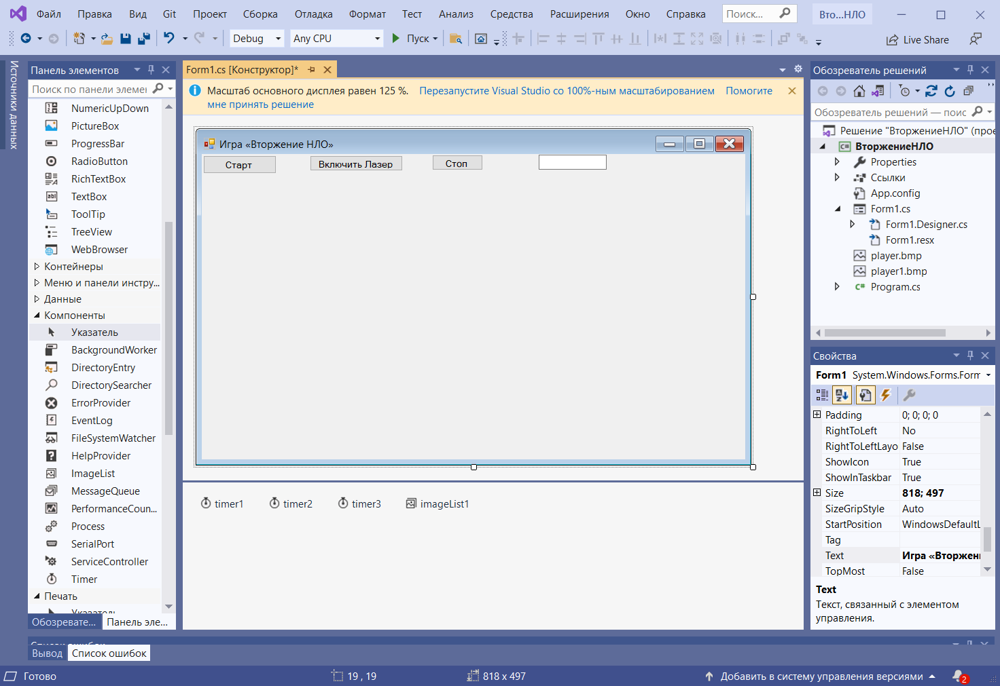 Файл Правка Вид Git Проект Сборка Отладка Формат Тест Анализ Средства Расширения Окно Справка Поиск... Вто...НЛО
Debug Any CPU Пуск Live Share
Источники данных
Панель элементов
Поиск по панели элемен
NumericUpDown
PictureBox
ProgressBar
RadioButton
RichTextBox
TextBox
ToolTip
TreeView
WebBrowser
Контейнеры
Меню и панели инстру...
Данные
Компоненты
Указатель
BackgroundWorker
DirectoryEntry
DirectorySearcher
ErrorProvider
EventLog
FileSystemWatcher
HelpProvider
ImageList
MessageQueue
PerformanceCoun...
Process
SerialPort
ServiceController
Timer
Печать
Указатель
Обозревате... Панель эле...
Form1.cs [Конструктор]*
Масштаб основного дисплея равен 125 %. Перезапустите Visual Studio со 100%-ным масштабированием Помогите
мне принять решение
Игра «Вторжение НЛО»
Старт Включить Лазер Стоп
timer1 timer2 timer3 imageList1
Обозреватель решений
Обозреватель решений — поис
Решение "ВторжениеНЛО" (прое
ВторжениеНЛО
Properties
Ссылки
App.config
Form1.cs
Form1.Designer.cs
Form1.resx
player.bmp
player1.bmp
Program.cs
Свойства
Form1 System.Windows.Forms.Form
Padding 0; 0; 0; 0
RightToLeft No
RightToLeftLayo False
ShowIcon True
ShowInTaskbar True
Size 818; 497
SizeGripStyle Auto
StartPosition WindowsDefaultL
Tag
Text Игра «Вторжен
TopMost False
Text
Текст, связанный с элементом
управления.
Список ошибок
Вывод Список ошибок
Готово 19 , 19 818 x 497 Добавить в систему управления версиями 2